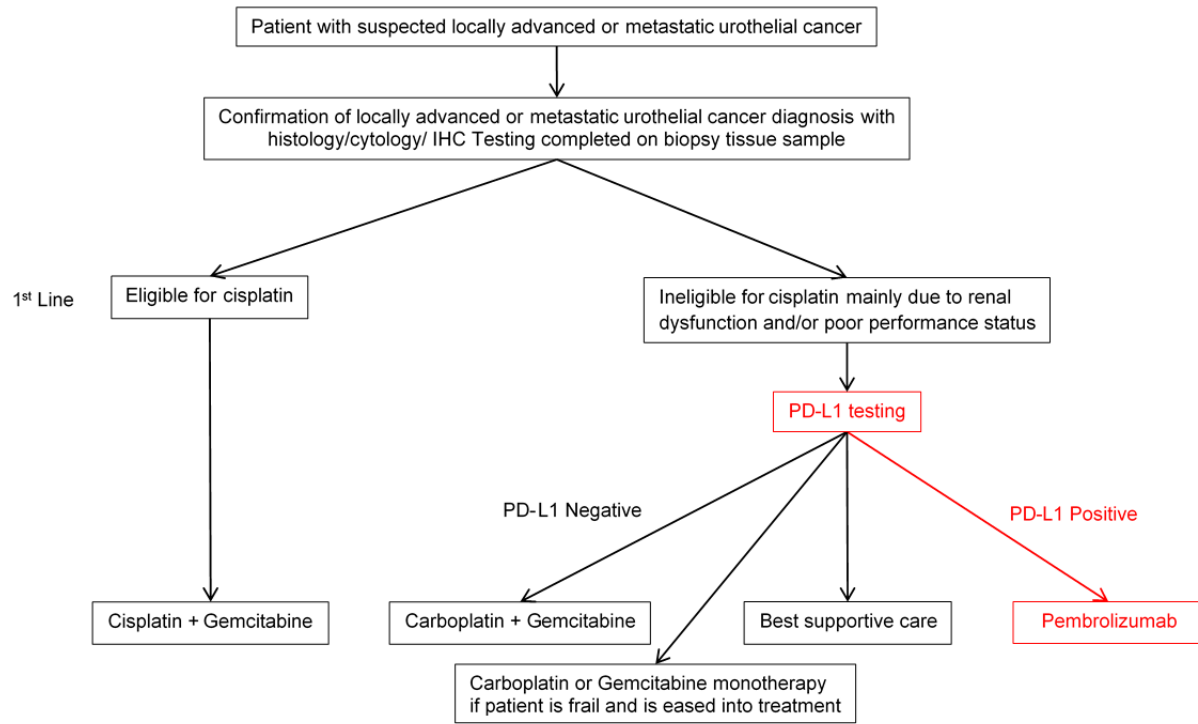 Patient with suspected locally advanced or metastatic urothelial cancer
Confirmation of locally advanced or metastatic urothelial cancer diagnosis with
histology/cytology/ IHC Testing completed on biopsy tissue sample
1st Line
Eligible for cisplatin
Ineligible for cisplatin mainly due to renal
dysfunction and/or poor performance status
PD-L1 testing
PD-L1 Negative
PD-L1 Positive
Cisplatin + Gemcitabine
Carboplatin + Gemcitabine
Best supportive care
Pembrolizumab
Carboplatin or Gemcitabine monotherapy
if patient is frail and is eased into treatment